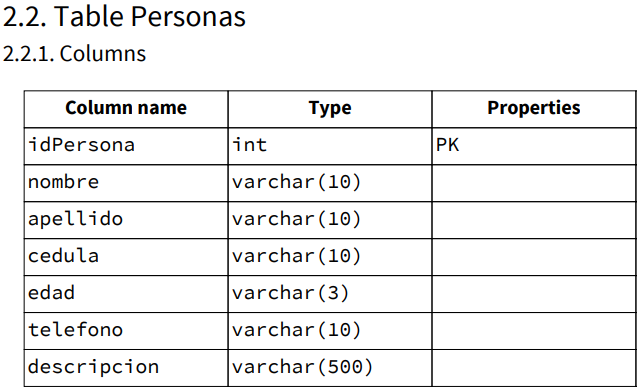 2.2. Table Personas
2.2.1. Columns
Column name Type Properties
idPersona int PK
nombre varchar(10)
apellido varchar(10)
cedula varchar(10)
edad varchar(3)
telefono varchar(10)
descripcion varchar(500)